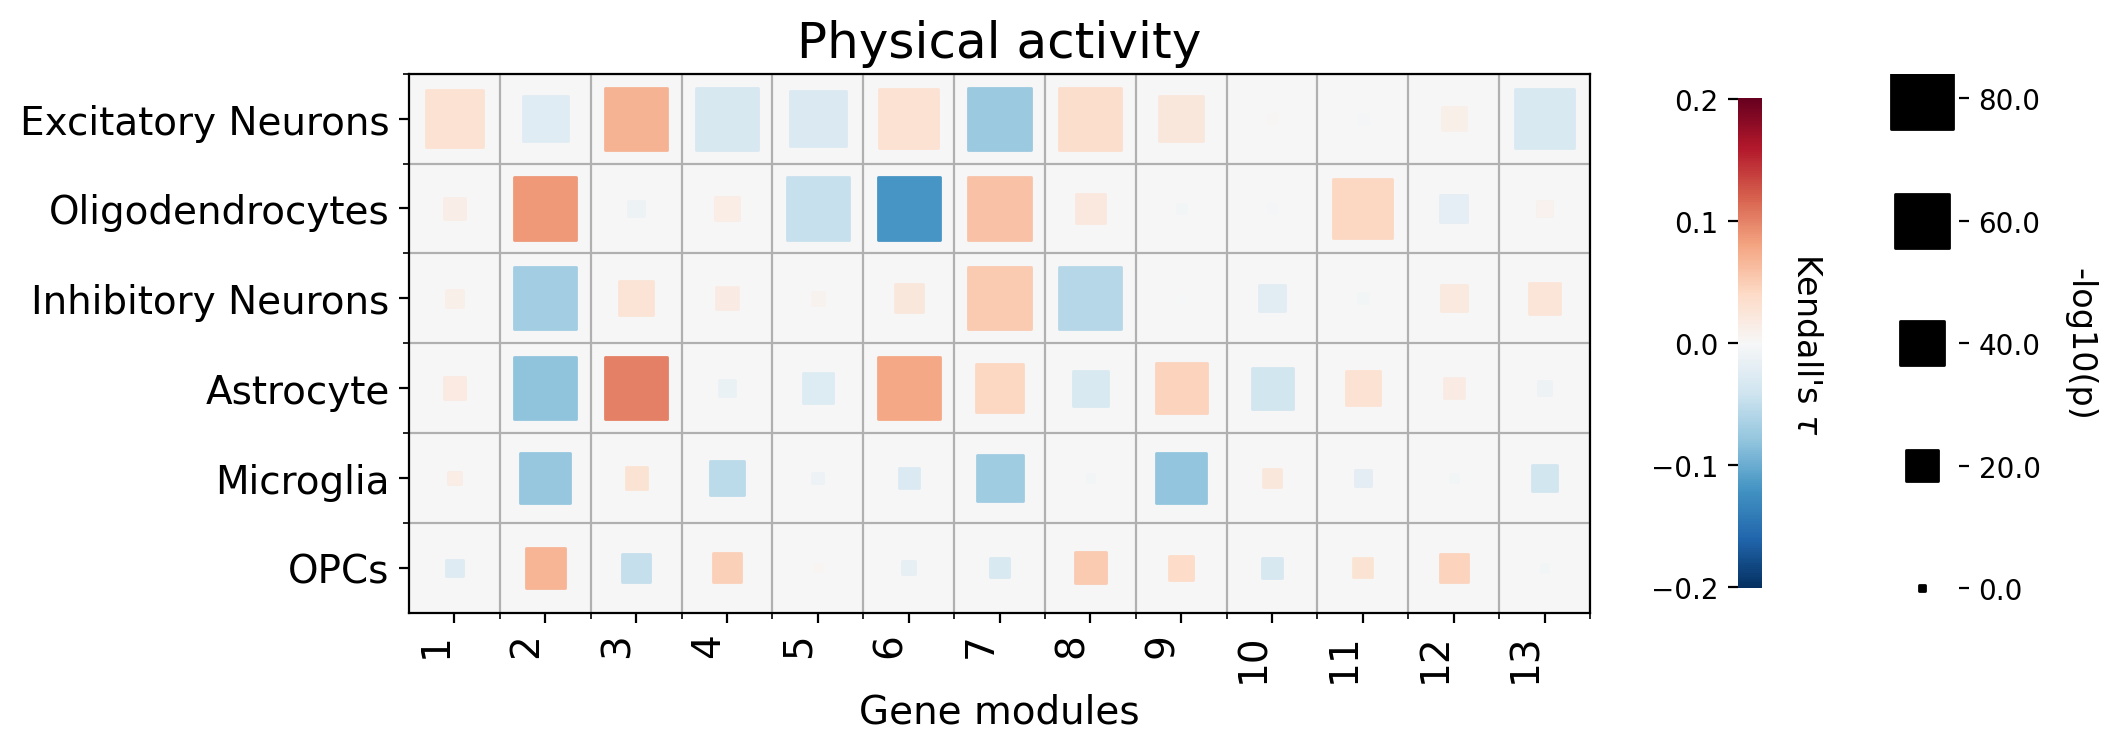 Physical activity
Excitatory Neurons
Oligodendrocytes
Inhibitory Neurons
Astrocyte
Microglia
OPCs
1 2 3 4 5 6 7 8 9 10 11 12 13
Gene modules
0.2
0.1
0.0
−0.1
−0.2
Kendall's τ
80.0
60.0
40.0
20.0
0.0
-log10(p)